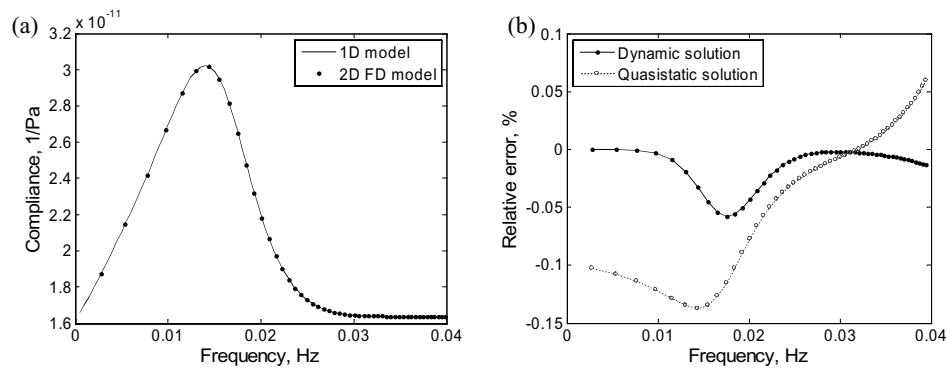 (a)
x 10⁻¹¹
3.2
3
2.8
2.6
2.4
2.2
2
1.8
1.6
Compliance, 1/Pa
1D model
2D FD model
0 0.01 0.02 0.03 0.04
Frequency, Hz
(b)
0.1
0.05
0
-0.05
-0.1
-0.15
Relative error, %
Dynamic solution
Quasistatic solution
0 0.01 0.02 0.03 0.04
Frequency, Hz